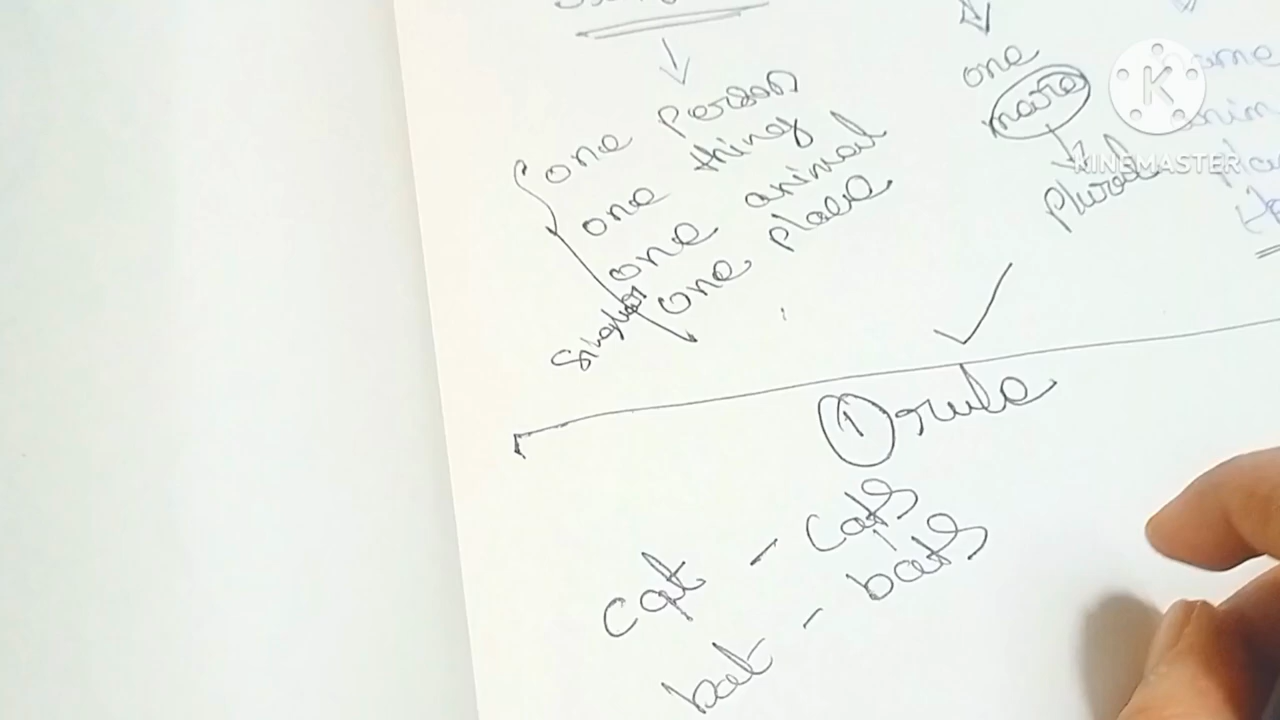 one person
one thing
one animal
one place
Singular
one
more
plural
K
KINEMASTER
① rule
cat - cats
bat - bats